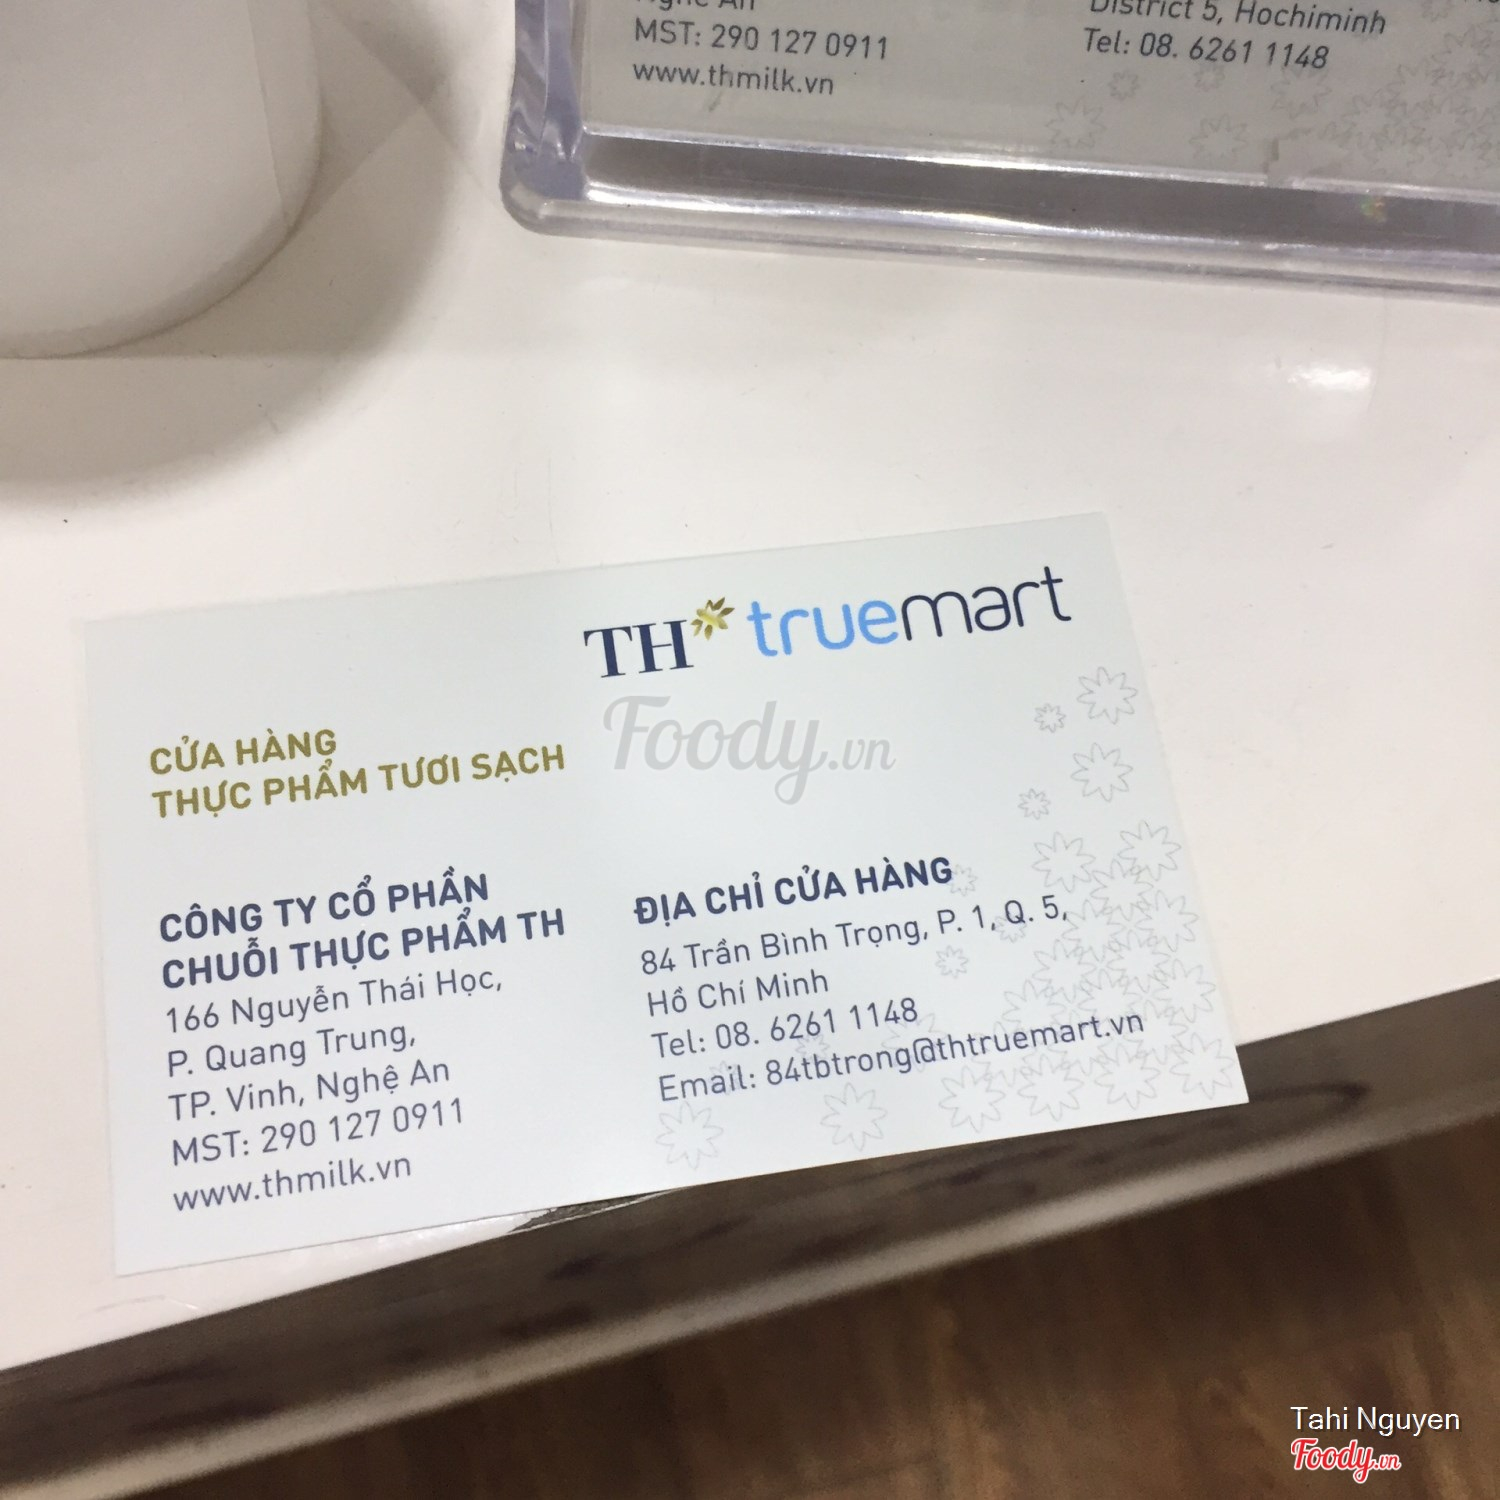 MST: 290 127 0911
www.thmilk.vn
District 5, Hochiminh
Tel: 08. 6261 1148
TH truemart
Foody.vn
CỬA HÀNG
THỰC PHẨM TƯƠI SẠCH
CÔNG TY CỔ PHẦN
CHUỖI THỰC PHẨM TH
166 Nguyễn Thái Học,
P. Quang Trung,
TP. Vinh, Nghệ An
MST: 290 127 0911
www.thmilk.vn
ĐỊA CHỈ CỬA HÀNG
84 Trần Bình Trọng, P. 1, Q. 5,
Hồ Chí Minh
Tel: 08. 6261 1148
Email: 84tbtrong@thtruemart.vn
Tahi Nguyen
Foody.vn